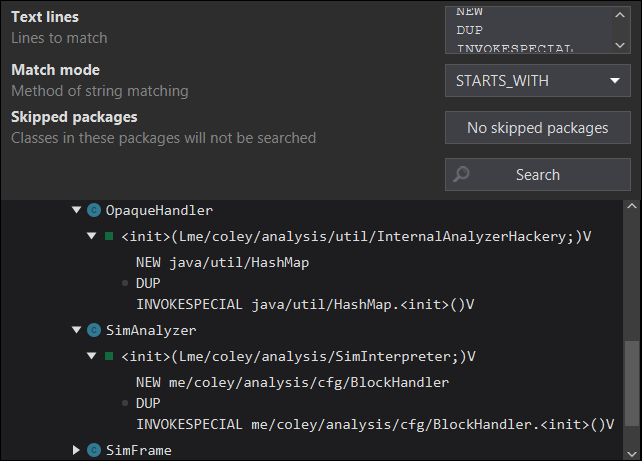 Text lines
Lines to match
NEW
DUP
INVOKESPECIAL
Match mode
Method of string matching
STARTS_WITH
Skipped packages
Classes in these packages will not be searched
No skipped packages
Search
C OpaqueHandler
<init>(Lme/coley/analysis/util/InternalAnalyzerHackery;)V
NEW java/util/HashMap
DUP
INVOKESPECIAL java/util/HashMap.<init>()V
C SimAnalyzer
<init>(Lme/coley/analysis/SimInterpreter;)V
NEW me/coley/analysis/cfg/BlockHandler
DUP
INVOKESPECIAL me/coley/analysis/cfg/BlockHandler.<init>()V
C SimFrame